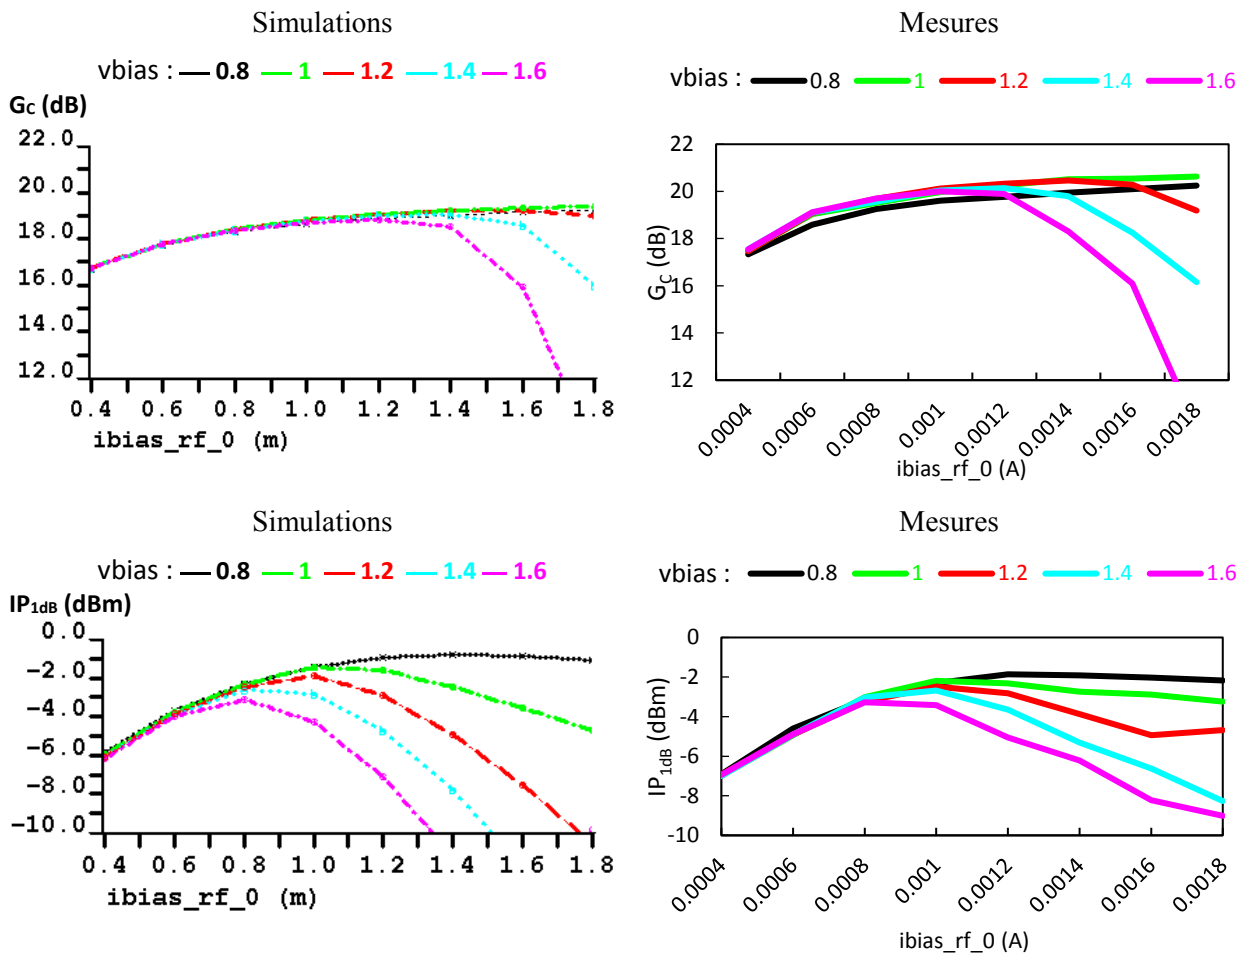 Simulations
vbias : 0.8 1 1.2 1.4 1.6
GC (dB)
22.0
20.0
18.0
16.0
14.0
12.0
0.4 0.6 0.8 1.0 1.2 1.4 1.6 1.8
ibias_rf_0 (m)
Mesures
vbias : 0.8 1 1.2 1.4 1.6
GC (dB)
22
20
18
16
14
12
0.0004 0.0006 0.0008 0.001 0.0012 0.0014 0.0016 0.0018
ibias_rf_0 (A)
Simulations
vbias : 0.8 1 1.2 1.4 1.6
IP1dB (dBm)
0.0
-2.0
-4.0
-6.0
-8.0
-10.0
0.4 0.6 0.8 1.0 1.2 1.4 1.6 1.8
ibias_rf_0 (m)
Mesures
vbias : 0.8 1 1.2 1.4 1.6
IP1dB (dBm)
0
-2
-4
-6
-8
-10
0.0004 0.0006 0.0008 0.001 0.0012 0.0014 0.0016 0.0018
ibias_rf_0 (A)